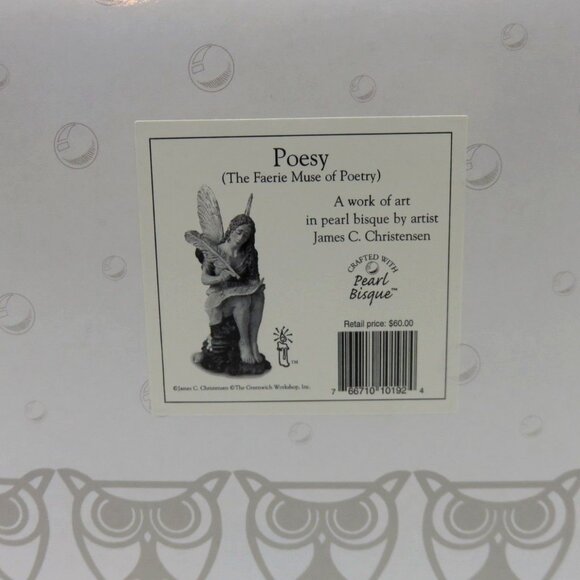 Poesy
(The Faerie Muse of Poetry)
A work of art
in pearl bisque by artist
James C. Christensen
CRAFTED WITH
Pearl
Bisque™
Retail price: $60.00
TM
7 66710 10192 4
©James C. Christensen ©The Greenwich Workshop, Inc.